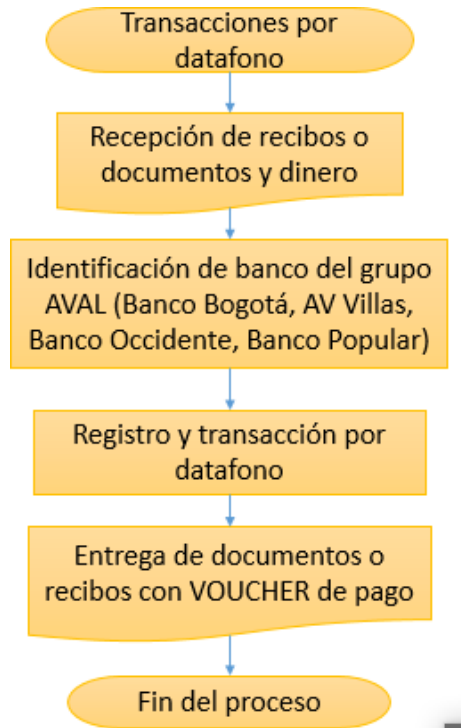 Transacciones por
datafono
Recepción de recibos o
documentos y dinero
Identificación de banco del grupo
AVAL (Banco Bogotá, AV Villas,
Banco Occidente, Banco Popular)
Registro y transacción por
datafono
Entrega de documentos o
recibos con VOUCHER de pago
Fin del proceso